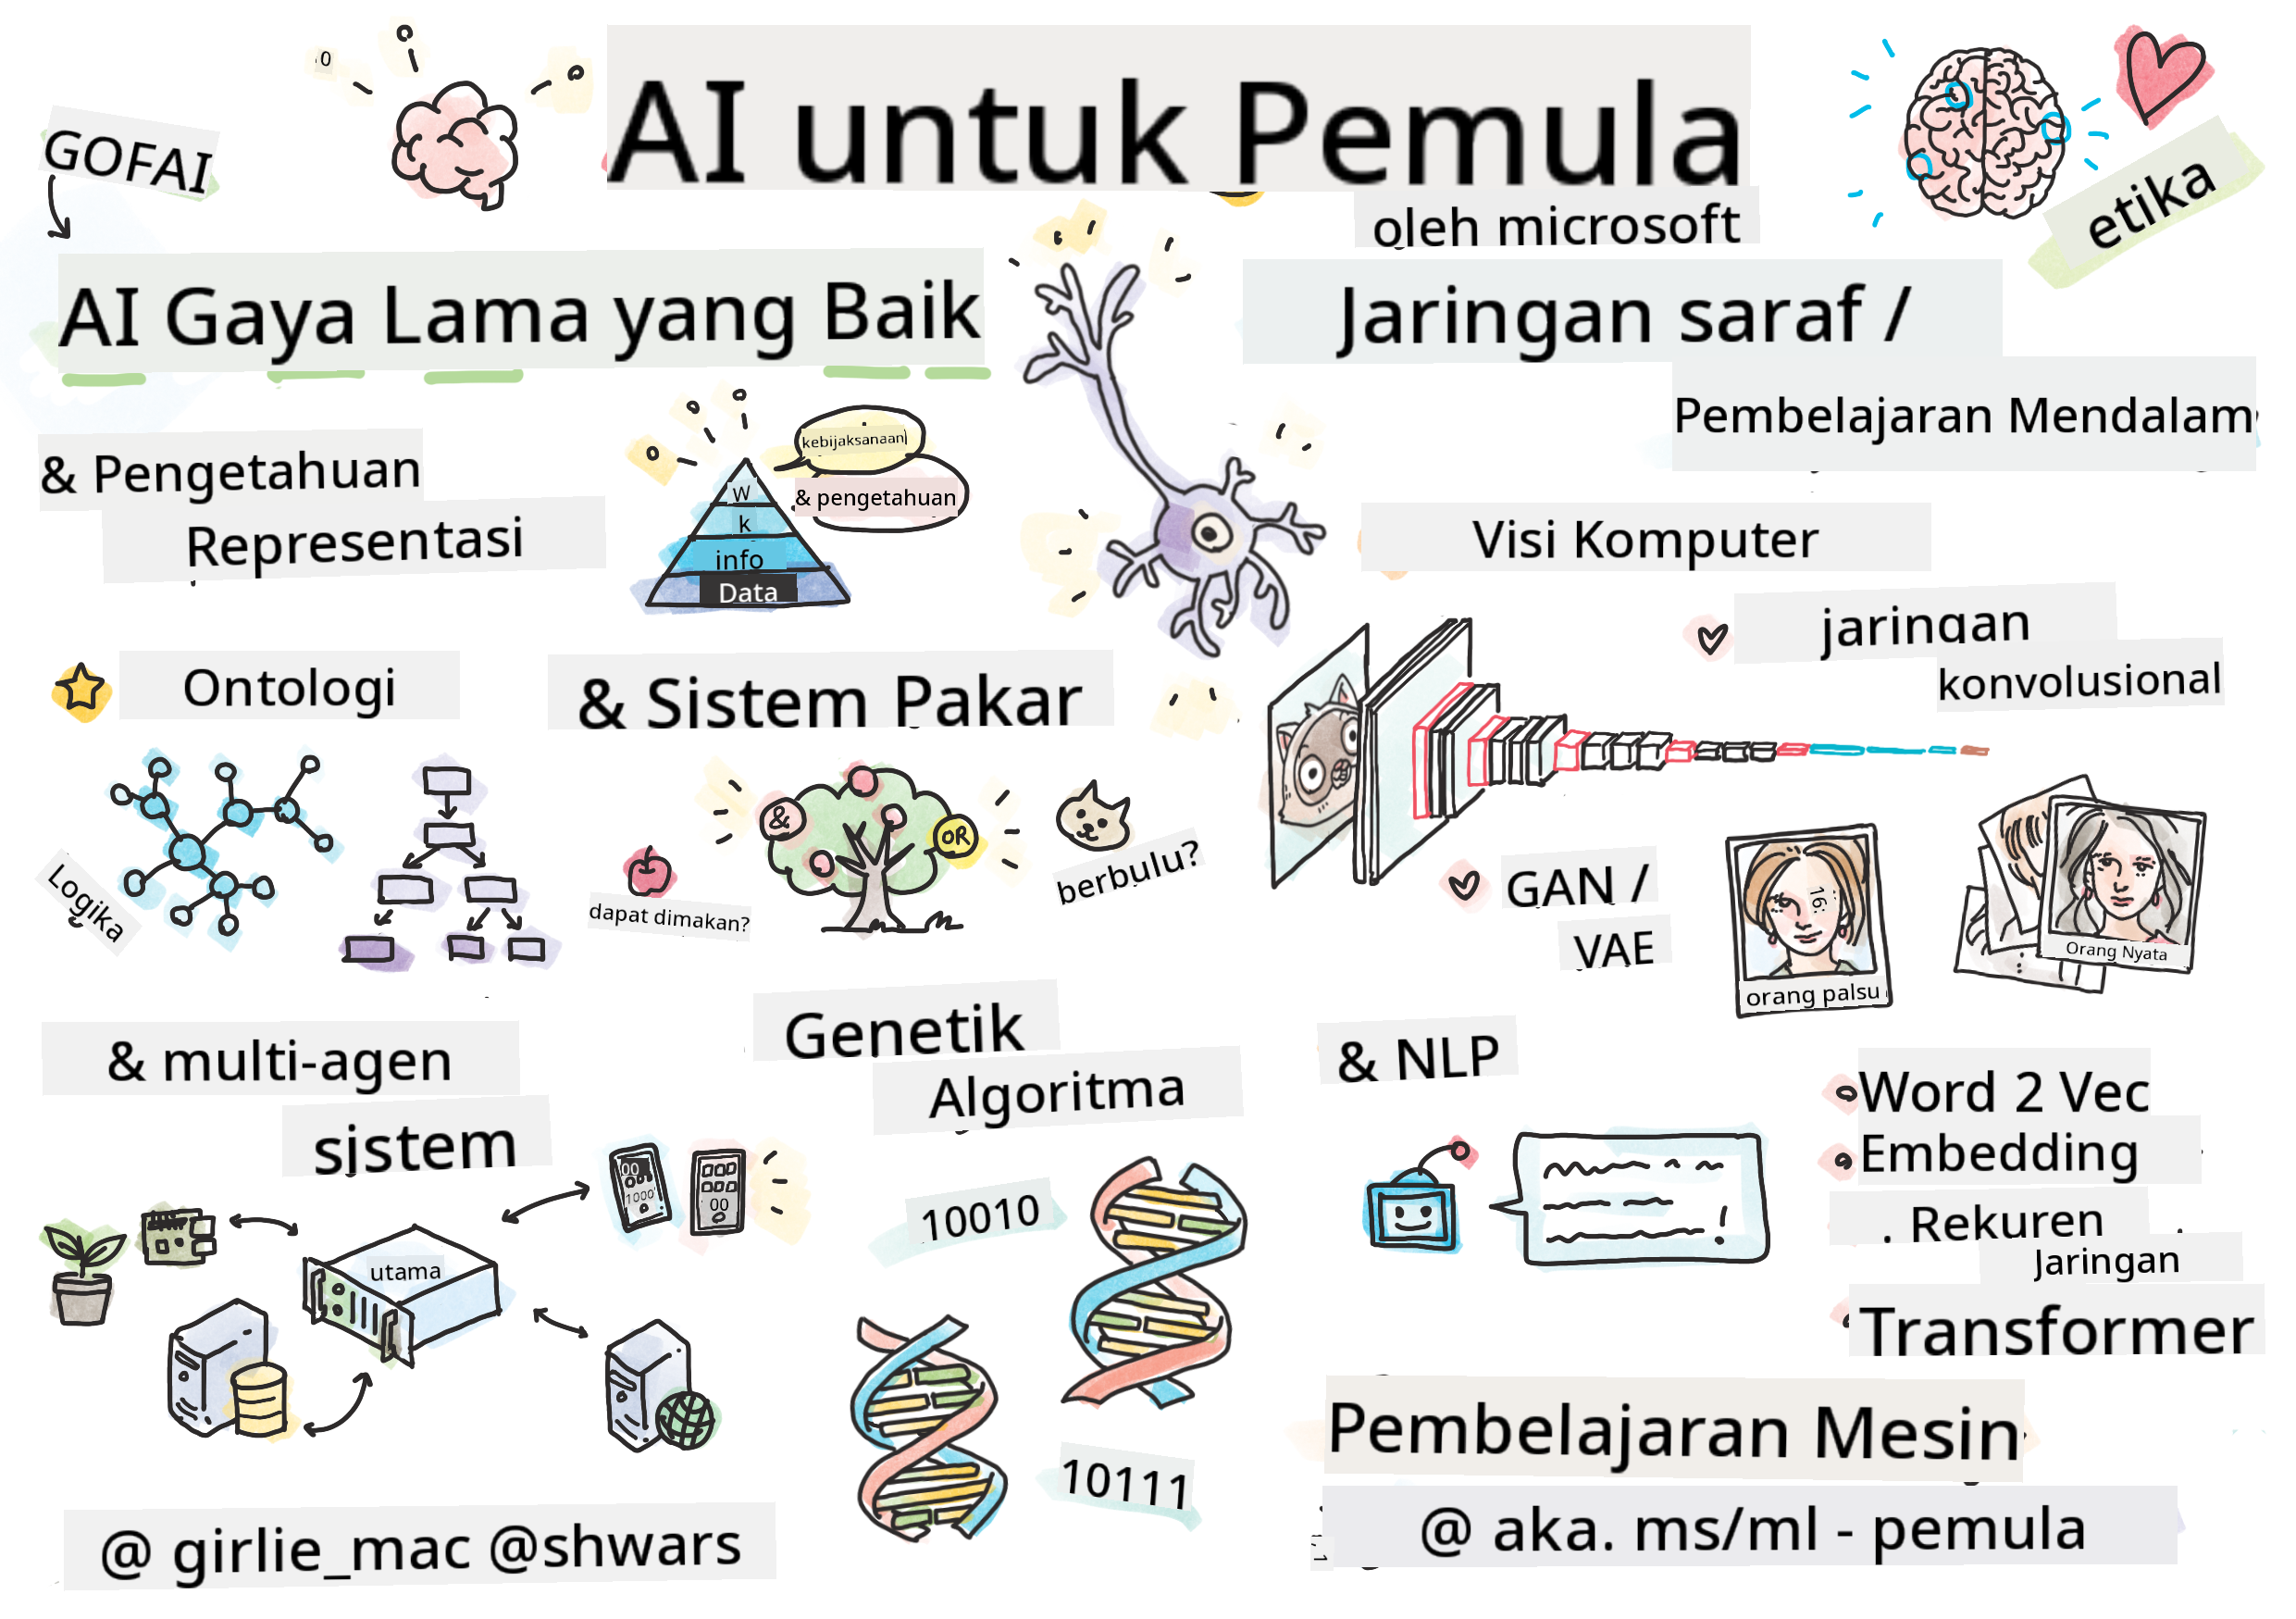 AI untuk Pemula
oleh microsoft
GOFAI
etika
AI Gaya Lama yang Baik
Jaringan saraf /
Pembelajaran Mendalam
& Pengetahuan
Representasi
kebijaksanaan
& pengetahuan
W
k
info
Data
Visi Komputer
jaringan
konvolusional
Ontologi
& Sistem Pakar
Logika
&
OR
dapat dimakan?
berbulu?
GAN /
VAE
orang palsu
Orang Nyata
& multi-agen
sistem
Genetik
Algoritma
10010
10111
utama
& NLP
Word 2 Vec
Embedding
. Rekuren
Jaringan
Transformer
Pembelajaran Mesin
@ aka. ms/ml - pemula
@ girlie_mac @shwars